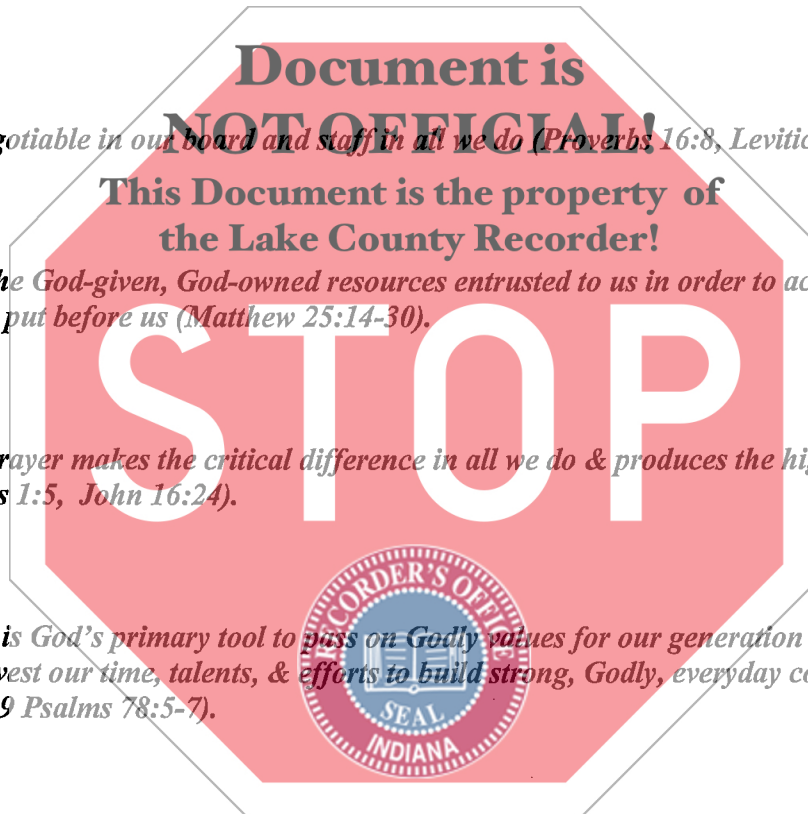 Document is
NOT OFFICIAL!
gotiable in our board and staff in all we do (Proverbs 16:8, Levitic
This Document is the property of
the Lake County Recorder!
he God-given, God-owned resources entrusted to us in order to ac
put before us (Matthew 25:14-30).
STOP
rayer makes the critical difference in all we do & produces the hi
s 1:5, John 16:24).
RECORDER'S OFFICE
is God's primary tool to pass on Godly values for our generation
vest our time, talents, & efforts to build strong, Godly, everyday co
9 Psalms 78:5-7).
SEAL
INDIANA